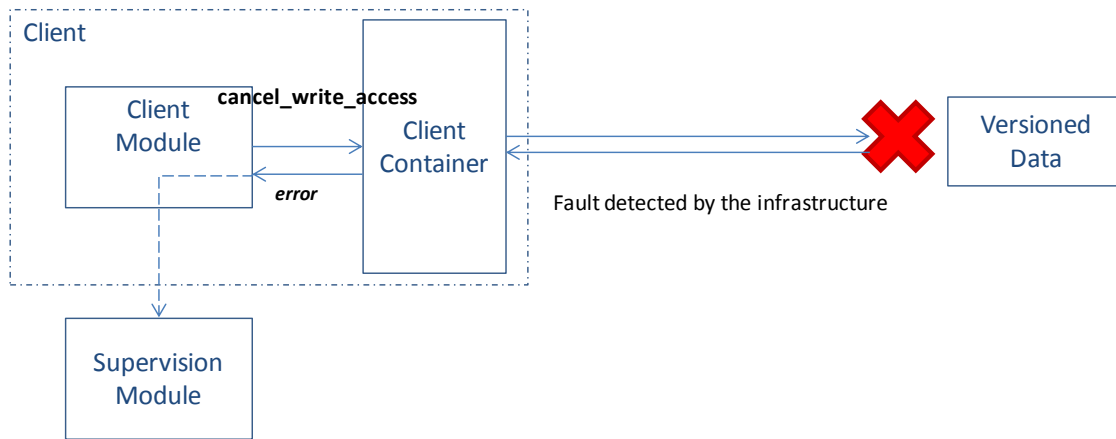 Client
Client
Module
cancel_write_access
error
Client
Container
Fault detected by the infrastructure
Versioned
Data
Supervision
Module